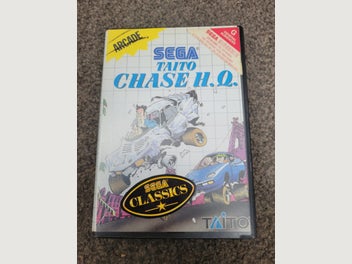 ARCADE
SEGA
TAITO
CHASE H.Q.
SEGA
CLASSICS
TAITO